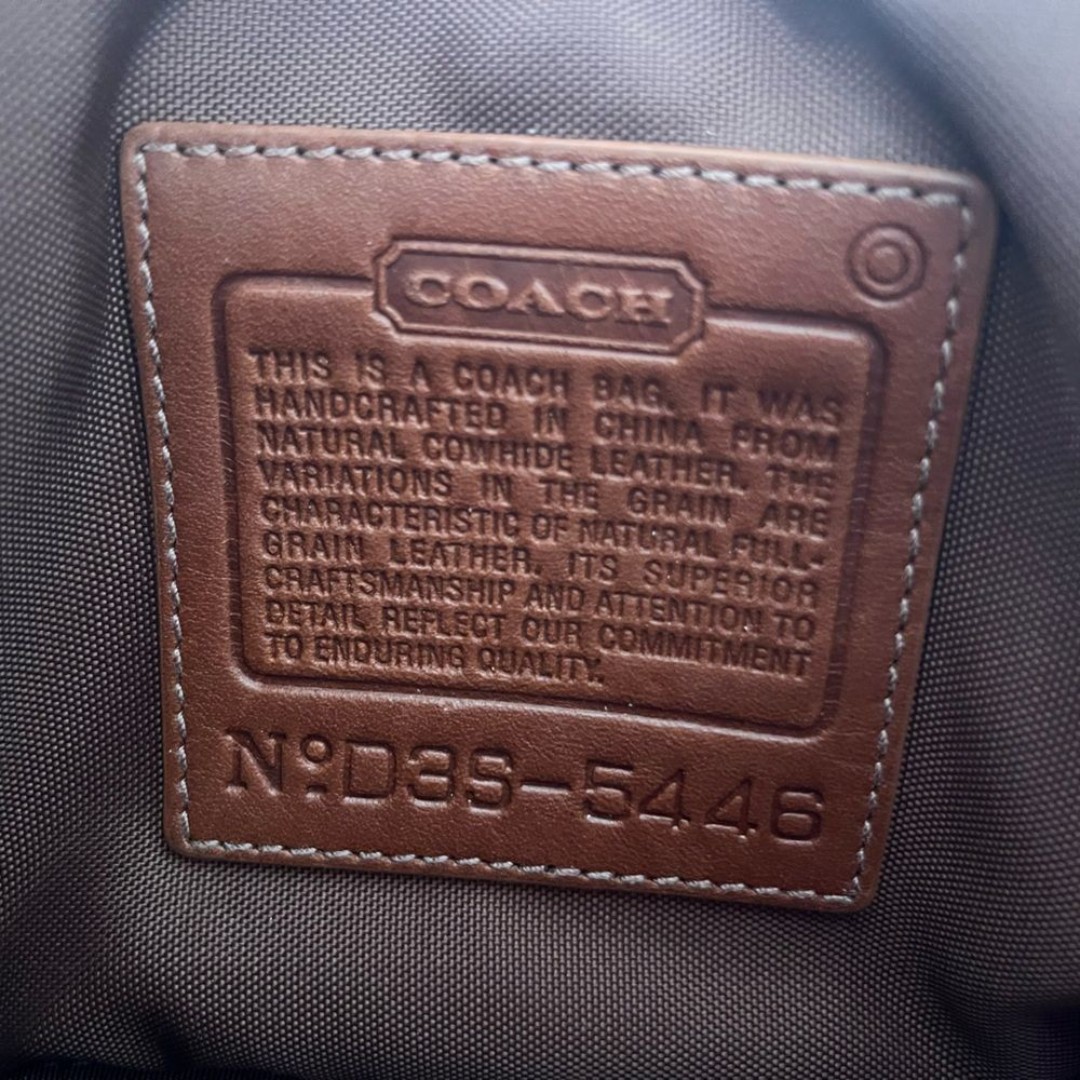 COACH
THIS IS A COACH BAG. IT WAS
HANDCRAFTED IN CHINA FROM
NATURAL COWHIDE LEATHER. THE
VARIATIONS IN THE GRAIN ARE
CHARACTERISTIC OF NATURAL FULL-
GRAIN LEATHER. ITS SUPERIOR
CRAFTSMANSHIP AND ATTENTION TO
DETAIL REFLECT OUR COMMITMENT
TO ENDURING QUALITY.
Nº:D3S-5446